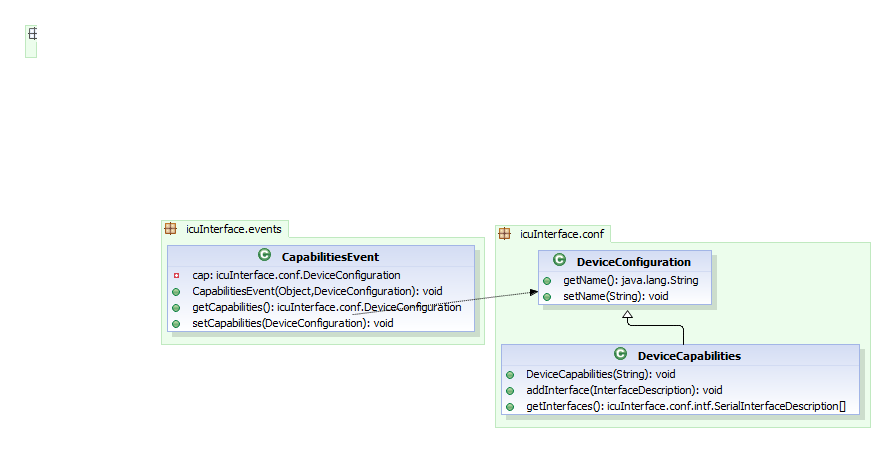 icuInterface.events
CapabilitiesEvent
cap: icuInterface.conf.DeviceConfiguration
CapabilitiesEvent(Object,DeviceConfiguration): void
getCapabilities(): icuInterface.conf.DeviceConfiguration
setCapabilities(DeviceConfiguration): void
icuInterface.conf
DeviceConfiguration
getName(): java.lang.String
setName(String): void
DeviceCapabilities
DeviceCapabilities(String): void
addInterface(InterfaceDescription): void
getInterfaces(): icuInterface.conf.intf.SerialInterfaceDescription[]